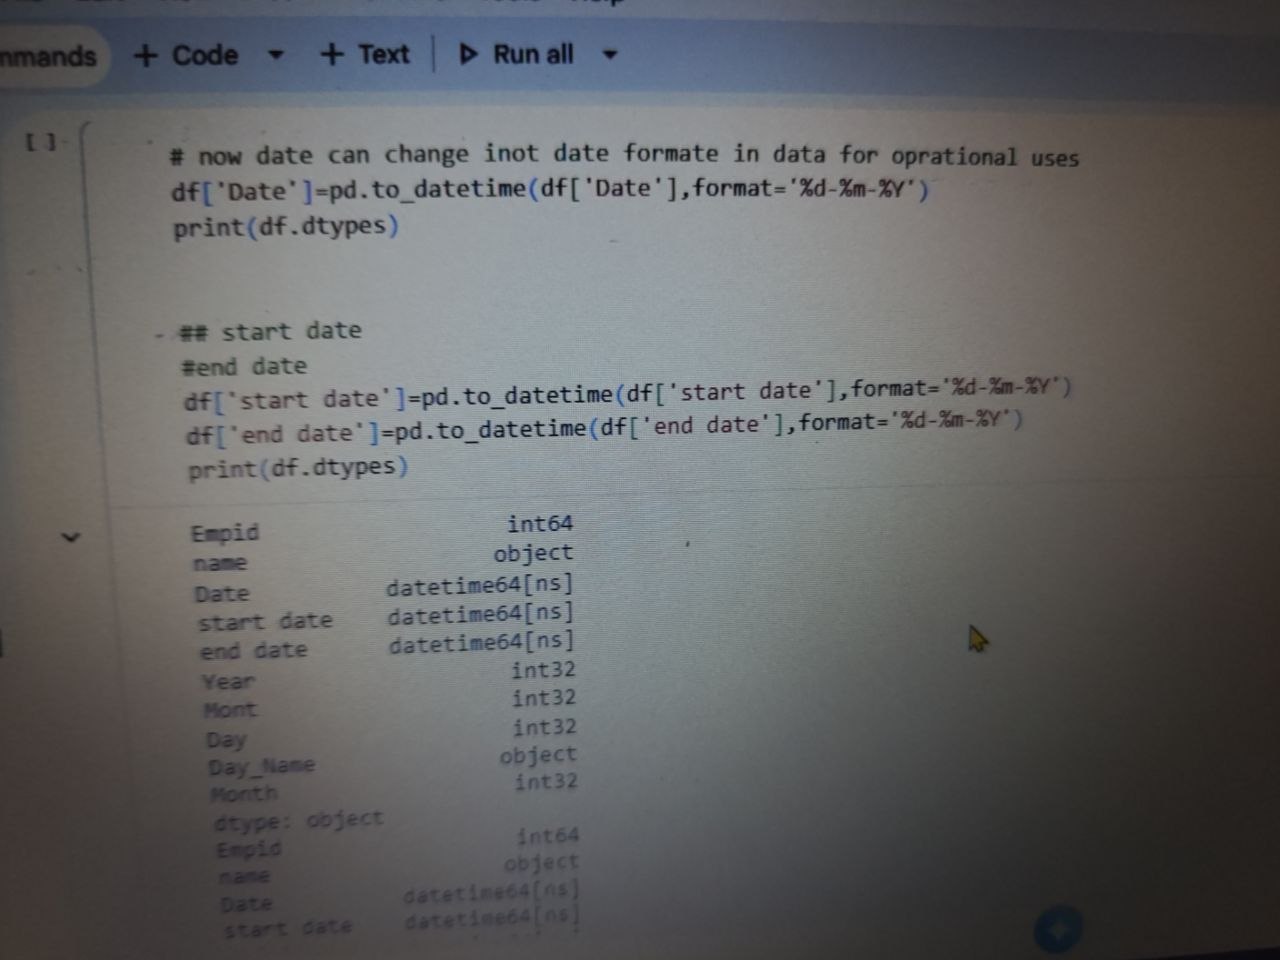 mmands + Code + Text Run all
[ ]
# now date can change inot date formate in data for oprational uses
df['Date']=pd.to_datetime(df['Date'],format='%d-%m-%Y')
print(df.dtypes)
## start date
#end date
df['start date']=pd.to_datetime(df['start date'],format='%d-%m-%Y')
df['end date']=pd.to_datetime(df['end date'],format='%d-%m-%Y')
print(df.dtypes)
Empid int64
name object
Date datetime64[ns]
start date datetime64[ns]
end date datetime64[ns]
Year int32
Mont int32
Day int32
Day_Name object
Month int32
dtype: object
Empid int64
name object
Date datetime64[ns]
start date datetime64[ns]